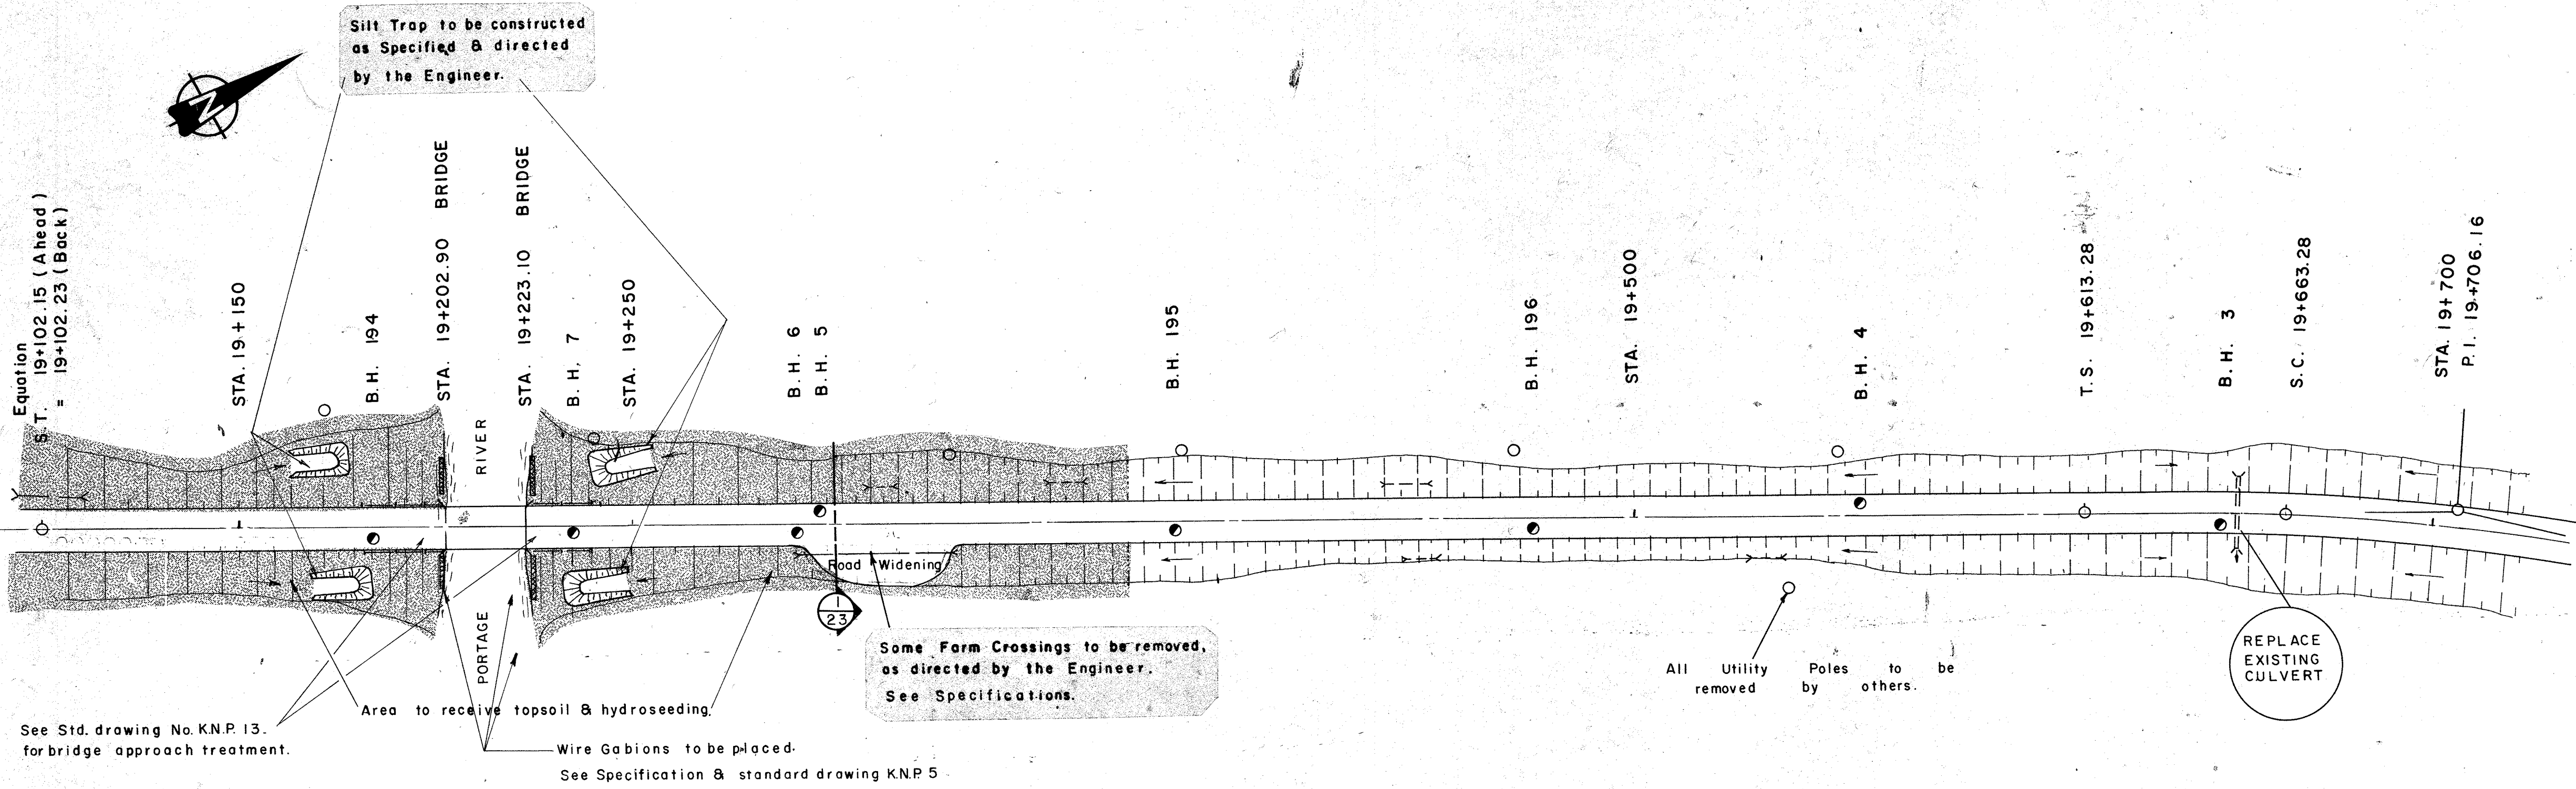 Silt Trap to be constructed
as Specified & directed
by the Engineer.
N
Equation
S.T. 19+102.15 (Ahead)
= 19+102.23 (Back)
STA. 19+150
B.H. 194
STA. 19+202.90 BRIDGE
STA. 19+223.10 BRIDGE
B.H. 7
STA. 19+250
B.H. 6
B.H. 5
B.H. 195
B.H. 196
STA. 19+500
B.H. 4
T.S. 19+613.28
B.H. 3
S.C. 19+663.28
STA. 19+700
P.I. 19+706.16
RIVER
PORTAGE
Road Widening
1
23
Some Farm Crossings to be removed,
as directed by the Engineer.
See Specifications.
All Utility Poles to be
removed by others.
REPLACE
EXISTING
CULVERT
Area to receive topsoil & hydroseeding.
See Std. drawing No. K.N.P. 13.
for bridge approach treatment.
Wire Gabions to be placed.
See Specification & standard drawing K.N.P. 5